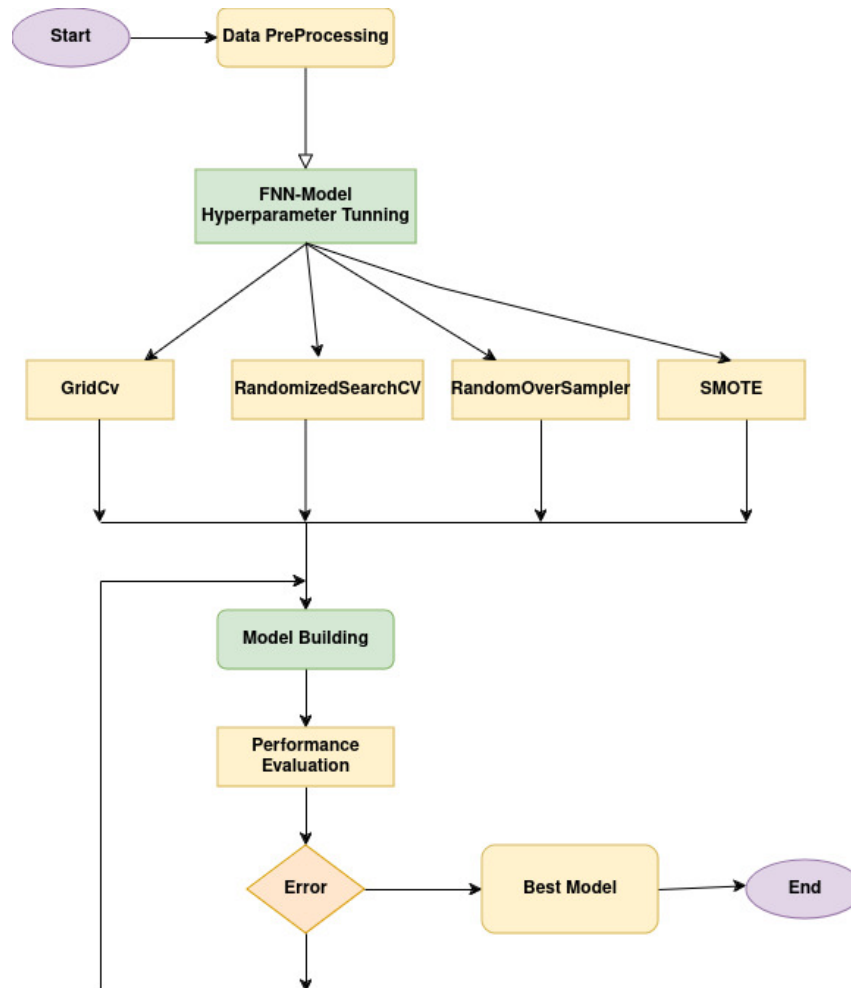 Start
Data PreProcessing
FNN-Model
Hyperparameter Tunning
GridCv
RandomizedSearchCV
RandomOverSampler
SMOTE
Model Building
Performance
Evaluation
Error
Best Model
End